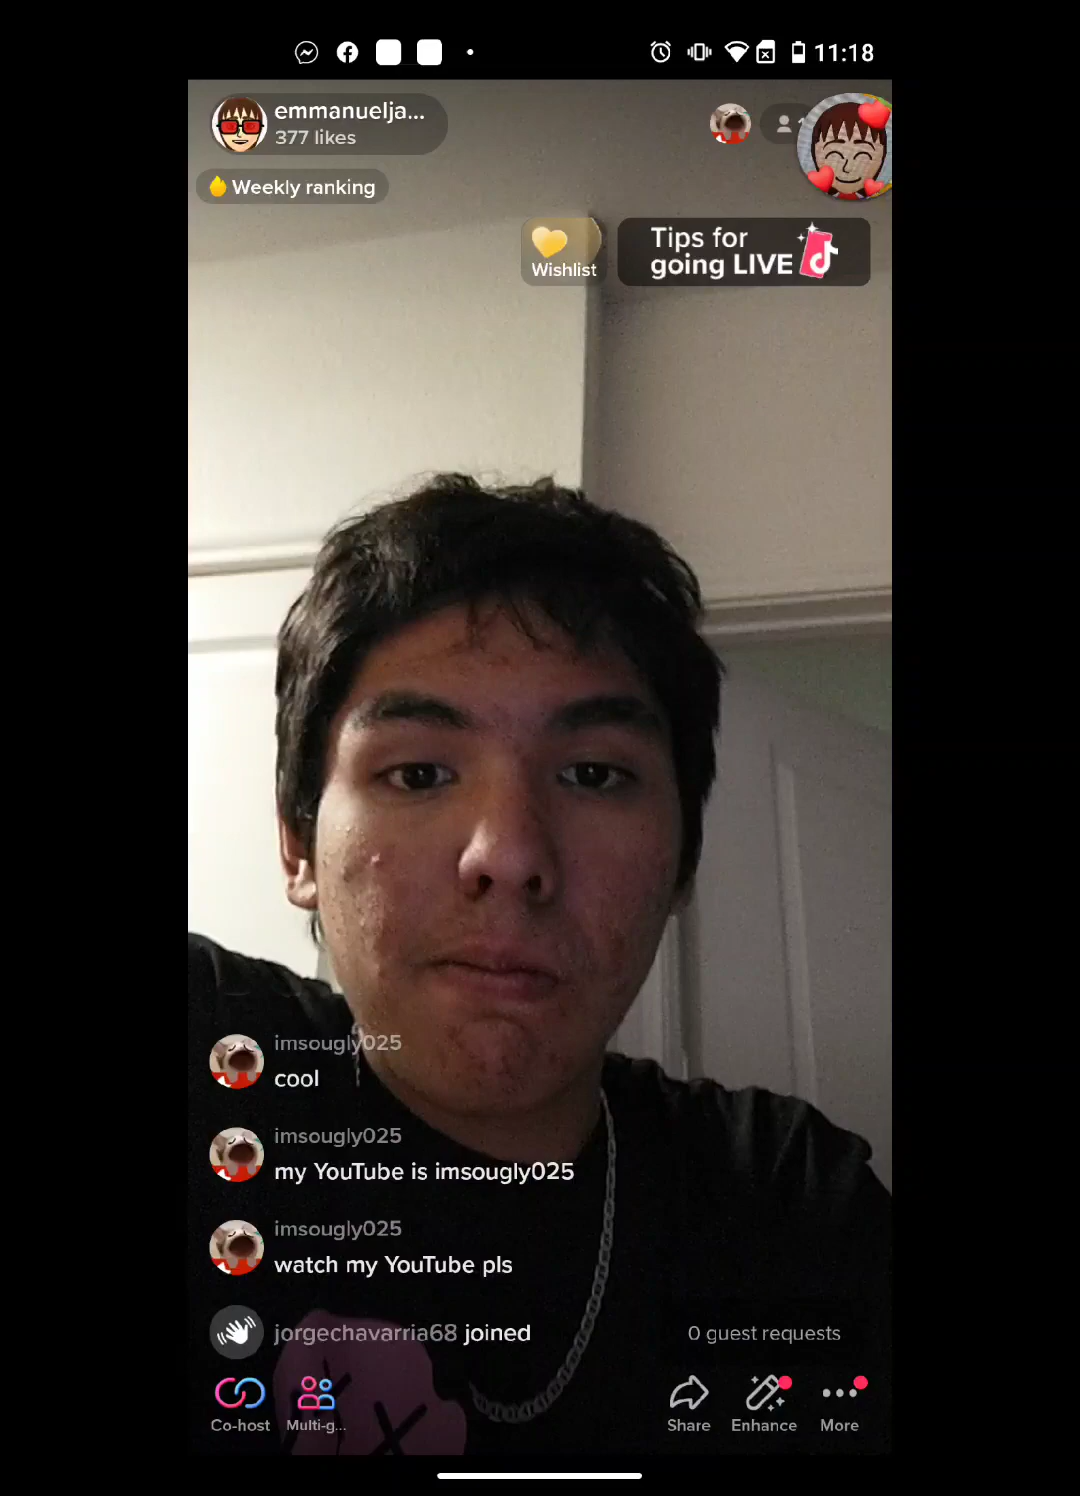 11:18
emmanuelja...
377 likes
Weekly ranking
Wishlist
Tips for
going LIVE
imsougly025
cool
imsougly025
my YouTube is imsougly025
imsougly025
watch my YouTube pls
jorgechavarria68 joined
0 guest requests
Co-host
Multi-g...
Share
Enhance
More